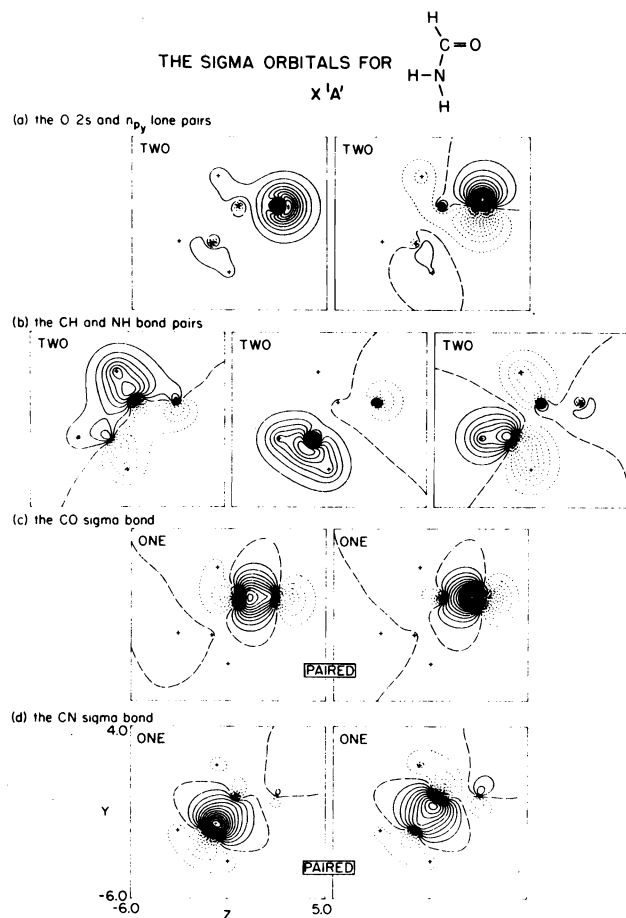 THE SIGMA ORBITALS FOR
H
C=O
H-N
H
X ¹A'
(a) the O 2s and n_py lone pairs
TWO
TWO
(b) the CH and NH bond pairs
TWO
TWO
TWO
(c) the CO sigma bond
ONE
ONE
PAIRED
(d) the CN sigma bond
4.0
ONE
ONE
Y
PAIRED
-6.0
-6.0
Z
5.0